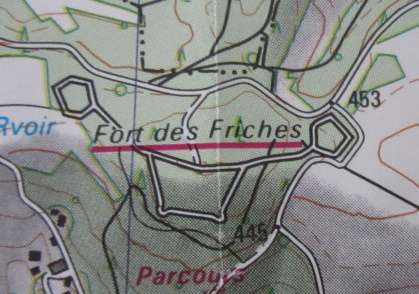 453
Rvoir
Fort des Friches
445
Parcours